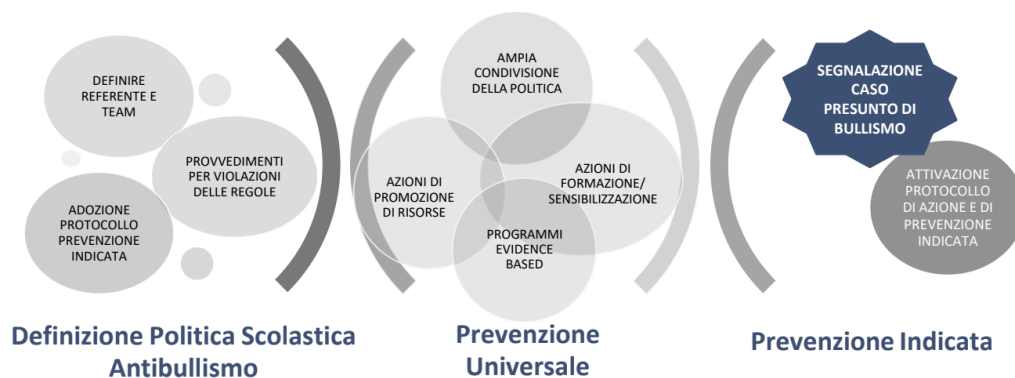 DEFINIRE
REFERENTE E
TEAM
PROVVEDIMENTI
PER VIOLAZIONI
DELLE REGOLE
ADOZIONE
PROTOCOLLO
PREVENZIONE
INDICATA
Definizione Politica Scolastica
Antibullismo
AMPIA
CONDIVISIONE
DELLA POLITICA
AZIONI DI
PROMOZIONE
DI RISORSE
AZIONI DI
FORMAZIONE/
SENSIBILIZZAZIONE
PROGRAMMI
EVIDENCE
BASED
Prevenzione
Universale
SEGNALAZIONE
CASO
PRESUNTO DI
BULLISMO
ATTIVAZIONE
PROTOCOLLO
DI AZIONE E DI
PREVENZIONE
INDICATA
Prevenzione Indicata